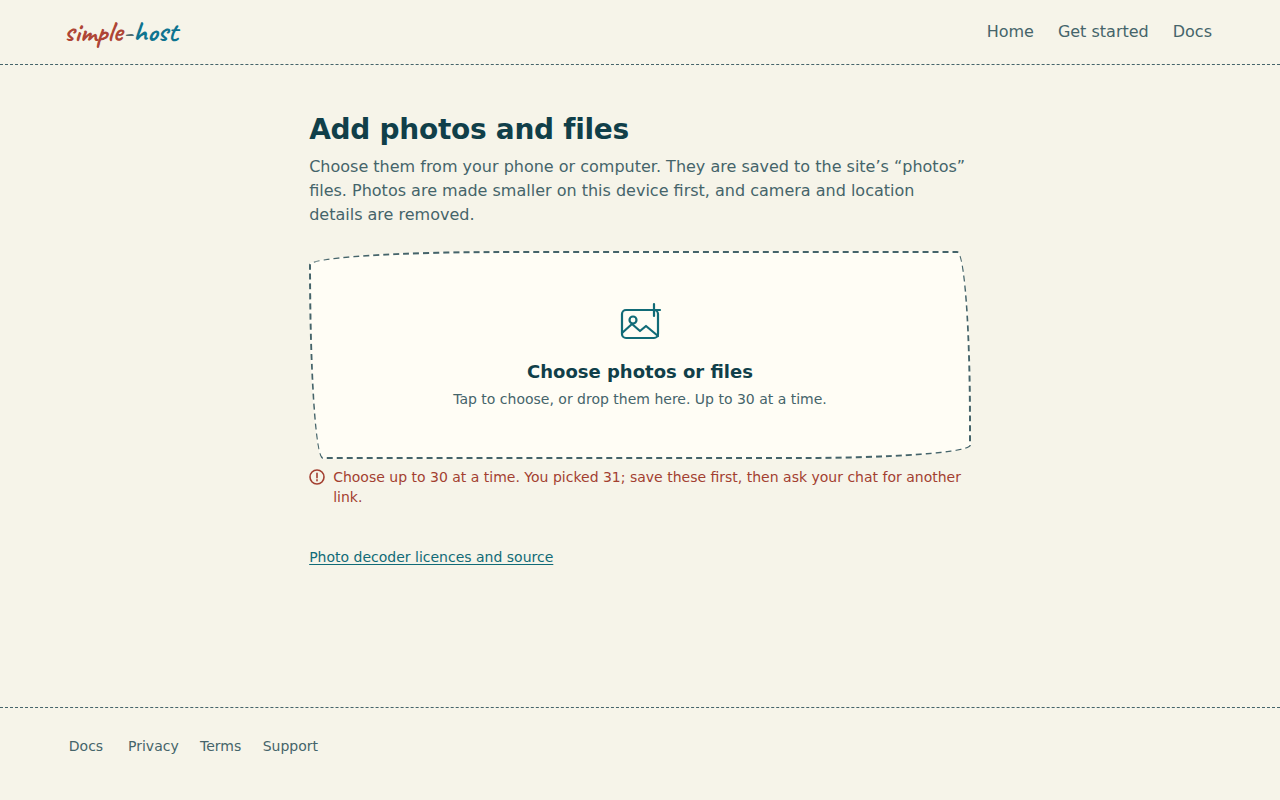 simple-host
Home Get started Docs
Add photos and files
Choose them from your phone or computer. They are saved to the site’s “photos”
files. Photos are made smaller on this device first, and camera and location
details are removed.
Choose photos or files
Tap to choose, or drop them here. Up to 30 at a time.
Choose up to 30 at a time. You picked 31; save these first, then ask your chat for another
link.
Photo decoder licences and source
Docs Privacy Terms Support